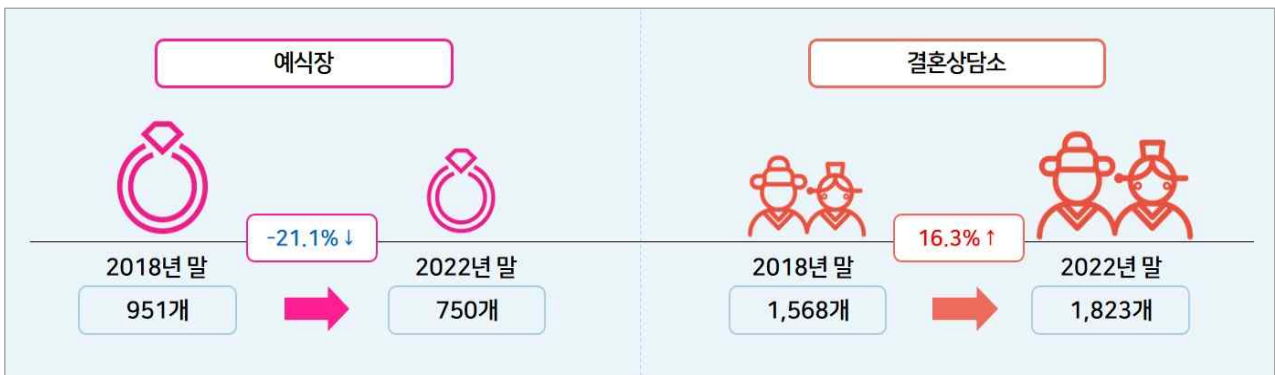 예식장
-21.1%↓
2018년 말
951개
2022년 말
750개
결혼상담소
16.3%↑
2018년 말
1,568개
2022년 말
1,823개